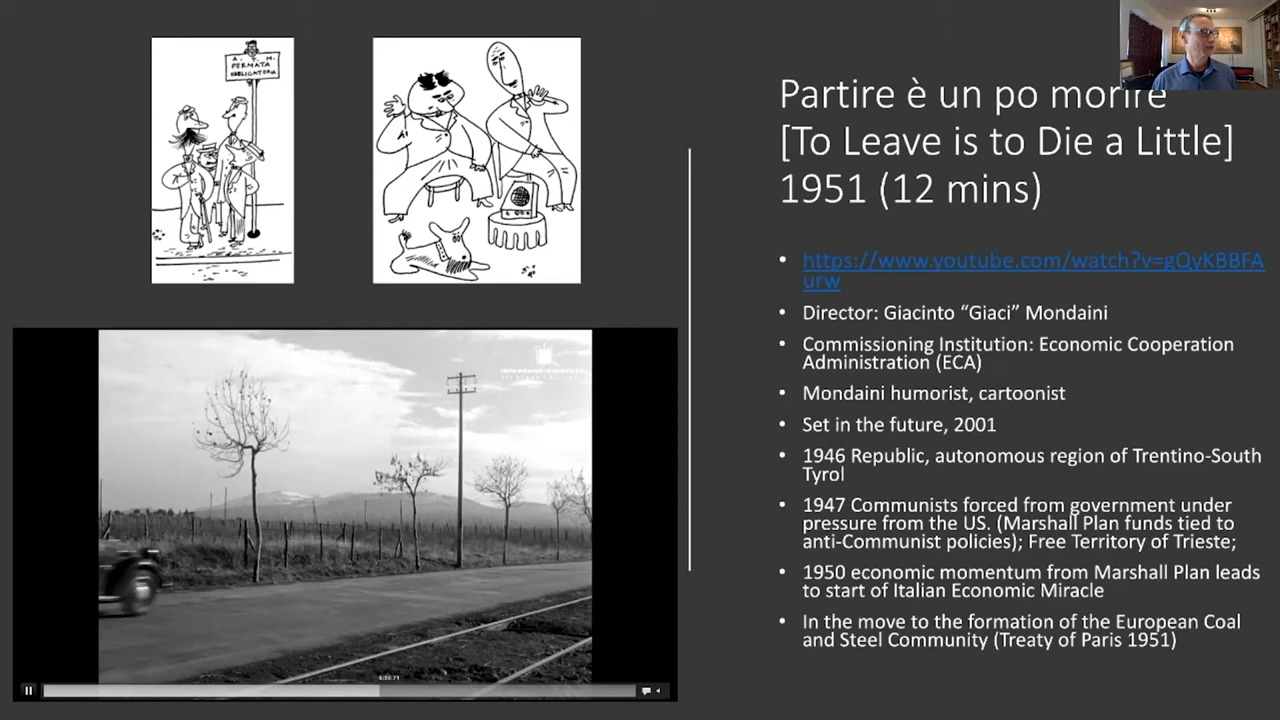 A. T. M.
FERMATA
OBBLIGATORIA
Partire è un po morire
[To Leave is to Die a Little]
1951 (12 mins)
• https://www.youtube.com/watch?v=gQyKBBFA
urw
• Director: Giacinto “Giaci” Mondaini
• Commissioning Institution: Economic Cooperation
Administration (ECA)
• Mondaini humorist, cartoonist
• Set in the future, 2001
• 1946 Republic, autonomous region of Trentino-South
Tyrol
• 1947 Communists forced from government under
pressure from the US. (Marshall Plan funds tied to
anti-Communist policies); Free Territory of Trieste;
• 1950 economic momentum from Marshall Plan leads
to start of Italian Economic Miracle
• In the move to the formation of the European Coal
and Steel Community (Treaty of Paris 1951)